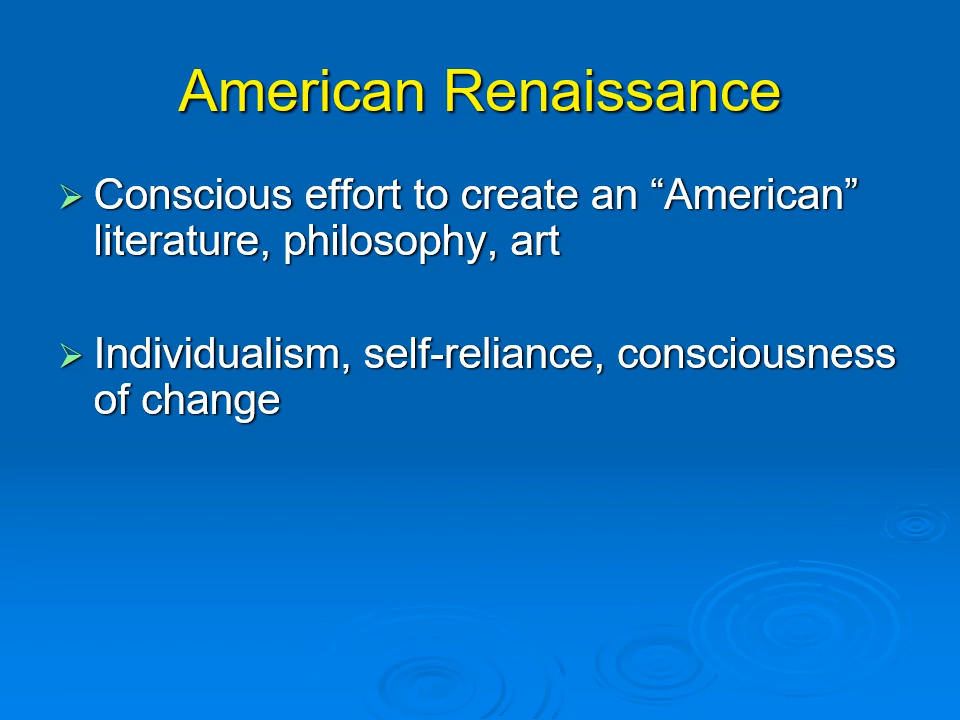 American Renaissance
➢ Conscious effort to create an “American”
literature, philosophy, art
➢ Individualism, self-reliance, consciousness
of change